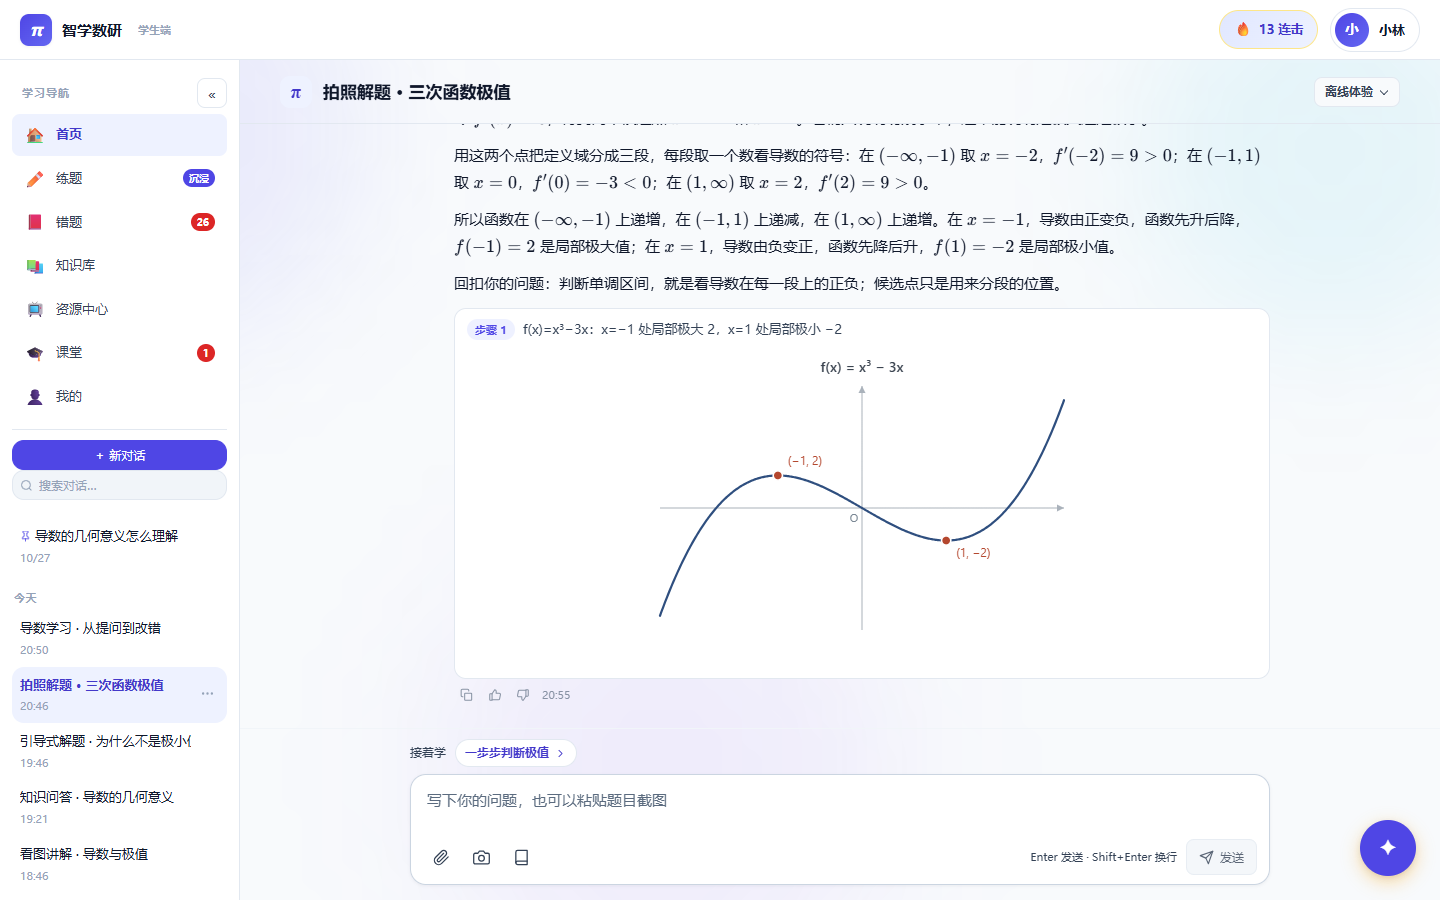 π 智学数研 学生端
13 连击
小 小林
学习导航
«
首页
练题 沉浸
错题 26
知识库
资源中心
课堂 1
我的
+ 新对话
搜索对话...
导数的几何意义怎么理解
10/27
今天
导数学习 · 从提问到改错
20:50
拍照解题 • 三次函数极值 ...
20:46
引导式解题 · 为什么不是极小
19:46
知识问答 · 导数的几何意义
19:21
看图讲解 · 导数与极值
18:46
π 拍照解题 • 三次函数极值
离线体验
用这两个点把定义域分成三段，每段取一个数看导数的符号：在 (−∞, −1) 取 x = −2，f′(−2) = 9 > 0；在 (−1, 1)
取 x = 0，f′(0) = −3 < 0；在 (1, ∞) 取 x = 2，f′(2) = 9 > 0。
所以函数在 (−∞, −1) 上递增，在 (−1, 1) 上递减，在 (1, ∞) 上递增。在 x = −1，导数由正变负，函数先升后降，
f(−1) = 2 是局部极大值；在 x = 1，导数由负变正，函数先降后升，f(1) = −2 是局部极小值。
回扣你的问题：判断单调区间，就是看导数在每一段上的正负；候选点只是用来分段的位置。
步骤 1 f(x)=x³−3x：x=−1 处局部极大 2，x=1 处局部极小 −2
f(x) = x³ − 3x
(−1, 2)
O
(1, −2)
20:55
接着学 一步步判断极值
写下你的问题，也可以粘贴题目截图
Enter 发送 · Shift+Enter 换行 发送